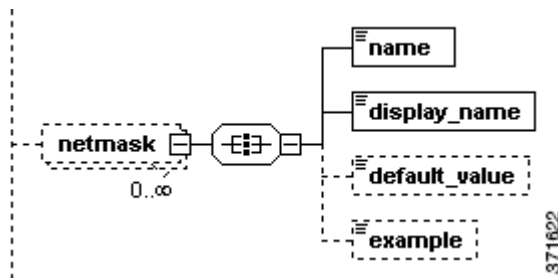 name
display_name
netmask
0..∞
default_value
example
371622